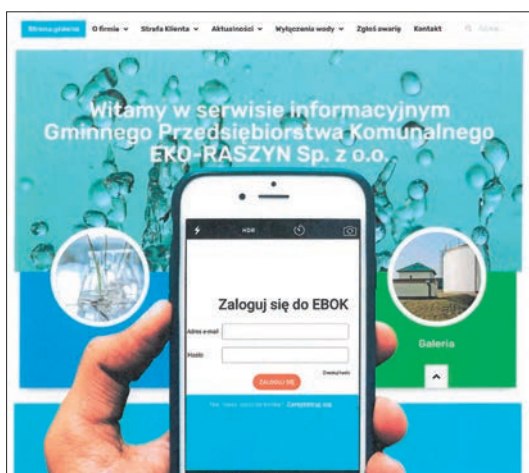 Strona główna O firmie Strefa Klienta Aktualności Wyłączenia wody Zgłoś awarię Kontakt
Witamy w serwisie informacyjnym
Gminnego Przedsiębiorstwa Komunalnego
EKO-RASZYN Sp. z o.o.
HDR
Zaloguj się do EBOK
Adres e-mail
Hasło
ZALOGUJ SIĘ
Galeria